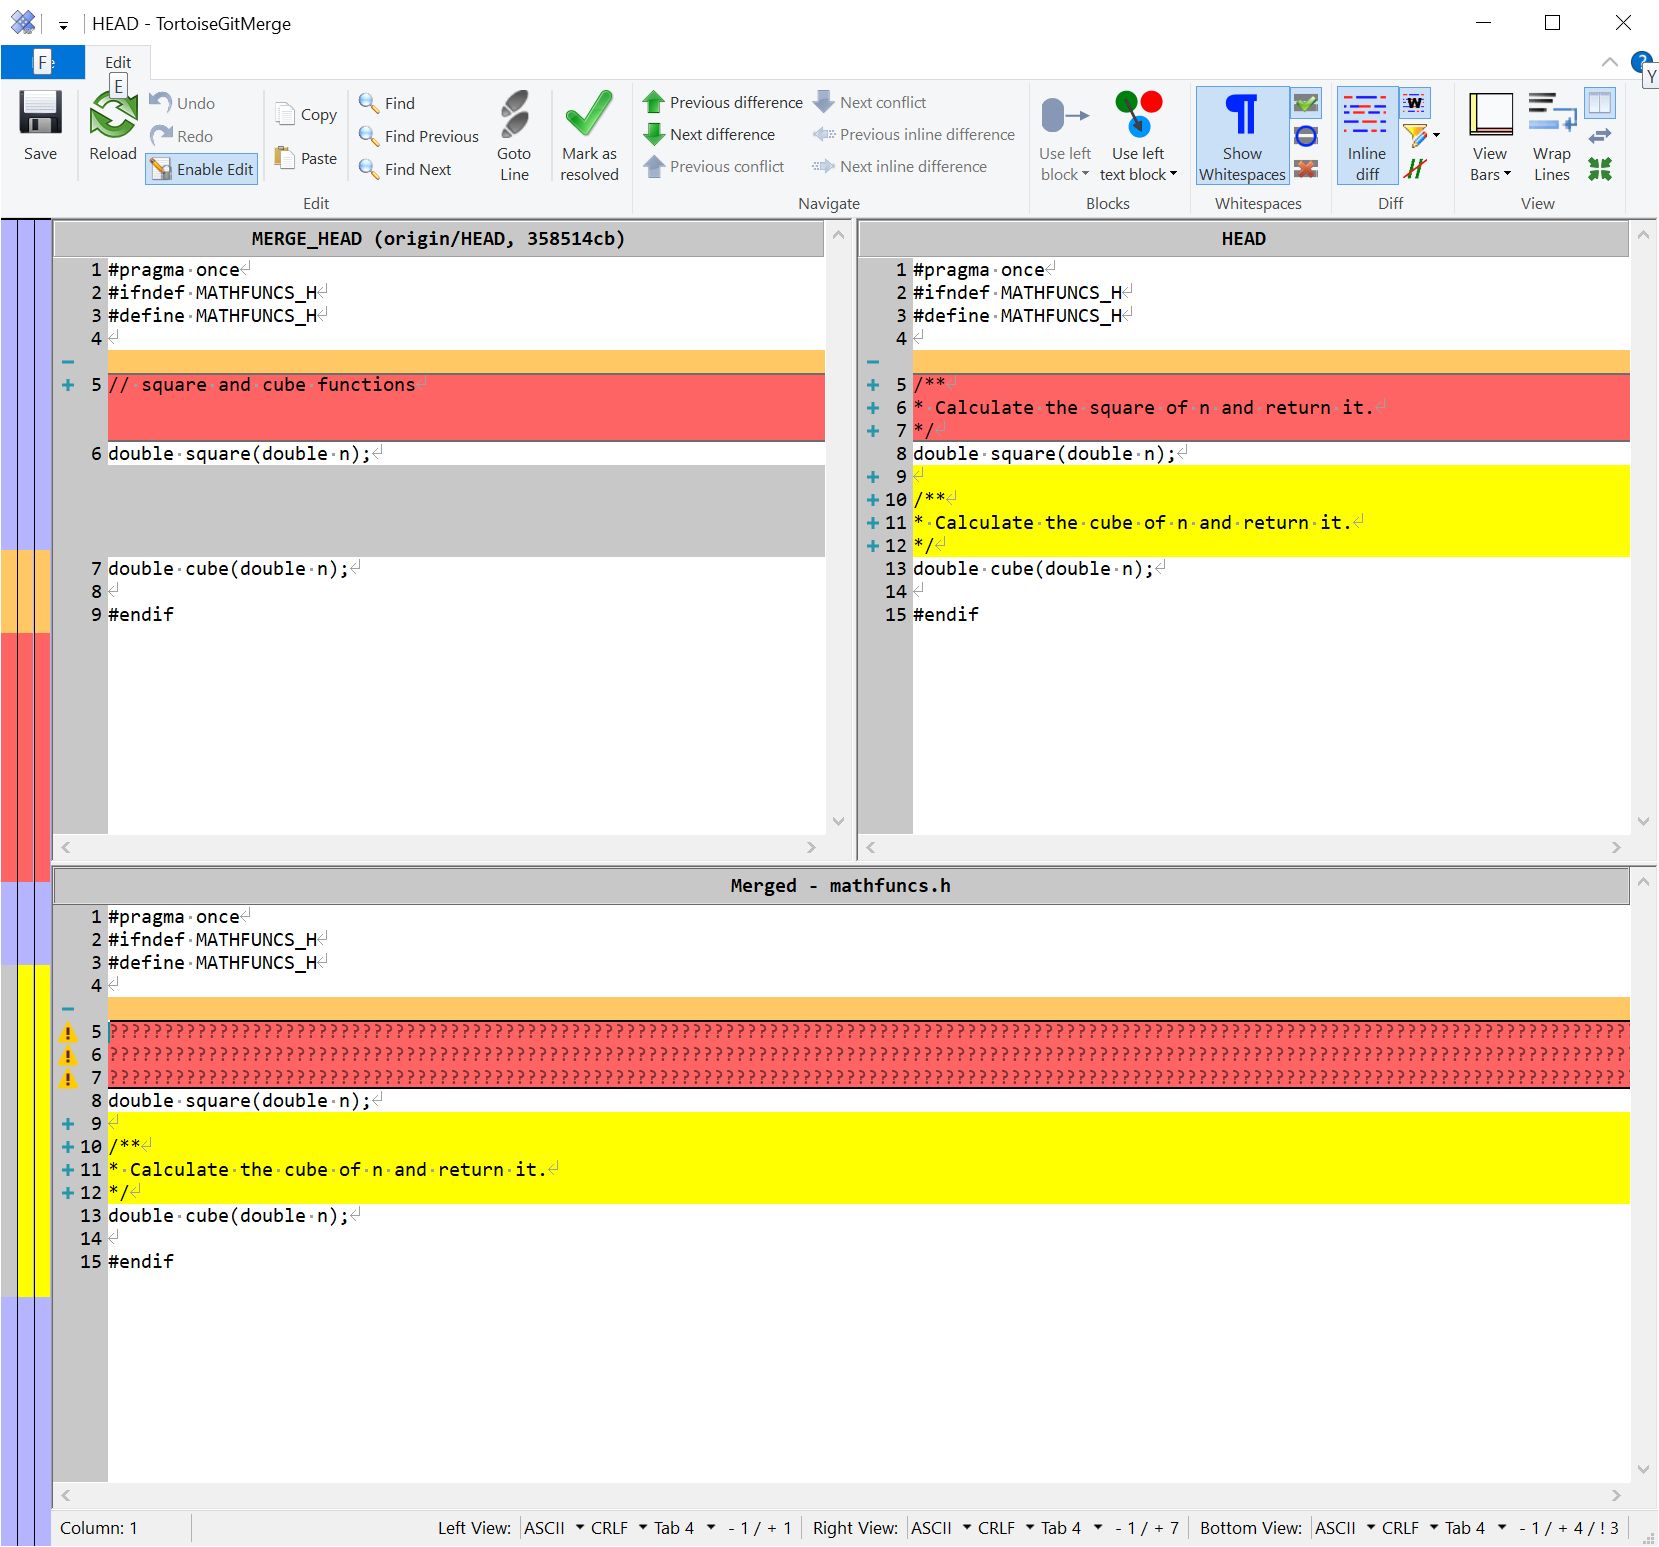 HEAD - TortoiseGitMerge
F
Edit
E
Y
Save
Reload
Undo
Redo
Enable Edit
Copy
Paste
Find
Find Previous
Find Next
Goto
Line
Mark as
resolved
Previous difference
Next difference
Previous conflict
Next conflict
Previous inline difference
Next inline difference
Use left
block
Use left
text block
Show
Whitespaces
Inline
diff
View
Bars
Wrap
Lines
Edit
Navigate
Blocks
Whitespaces
Diff
View
MERGE_HEAD (origin/HEAD, 358514cb)
1 #pragma·once
2 #ifndef·MATHFUNCS_H
3 #define·MATHFUNCS_H
4
5 //·square·and·cube·functions
6 double·square(double·n);
7 double·cube(double·n);
8
9 #endif
HEAD
1 #pragma·once
2 #ifndef·MATHFUNCS_H
3 #define·MATHFUNCS_H
4
5 /**
6 *·Calculate·the·square·of·n·and·return·it.
7 */
8 double·square(double·n);
9
10 /**
11 *·Calculate·the·cube·of·n·and·return·it.
12 */
13 double·cube(double·n);
14
15 #endif
Merged - mathfuncs.h
1 #pragma·once
2 #ifndef·MATHFUNCS_H
3 #define·MATHFUNCS_H
4
5
6
7
8 double·square(double·n);
9
10 /**
11 *·Calculate·the·cube·of·n·and·return·it.
12 */
13 double·cube(double·n);
14
15 #endif
Column: 1
Left View: ASCII CRLF Tab 4 - 1 / + 1
Right View: ASCII CRLF Tab 4 - 1 / + 7
Bottom View: ASCII CRLF Tab 4 - 1 / + 4 / ! 3